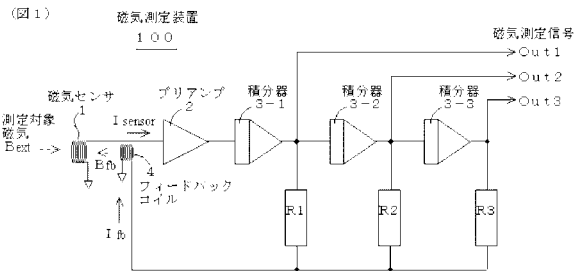 (図1)
磁気測定装置
100
磁気測定信号
Out1
Out2
Out3
磁気センサ
1
I sensor
プリアンプ
2
積分器
3-1
積分器
3-2
積分器
3-3
測定対象
磁気
Bext
Bfb
4
フィードバック
コイル
I fb
R1
R2
R3